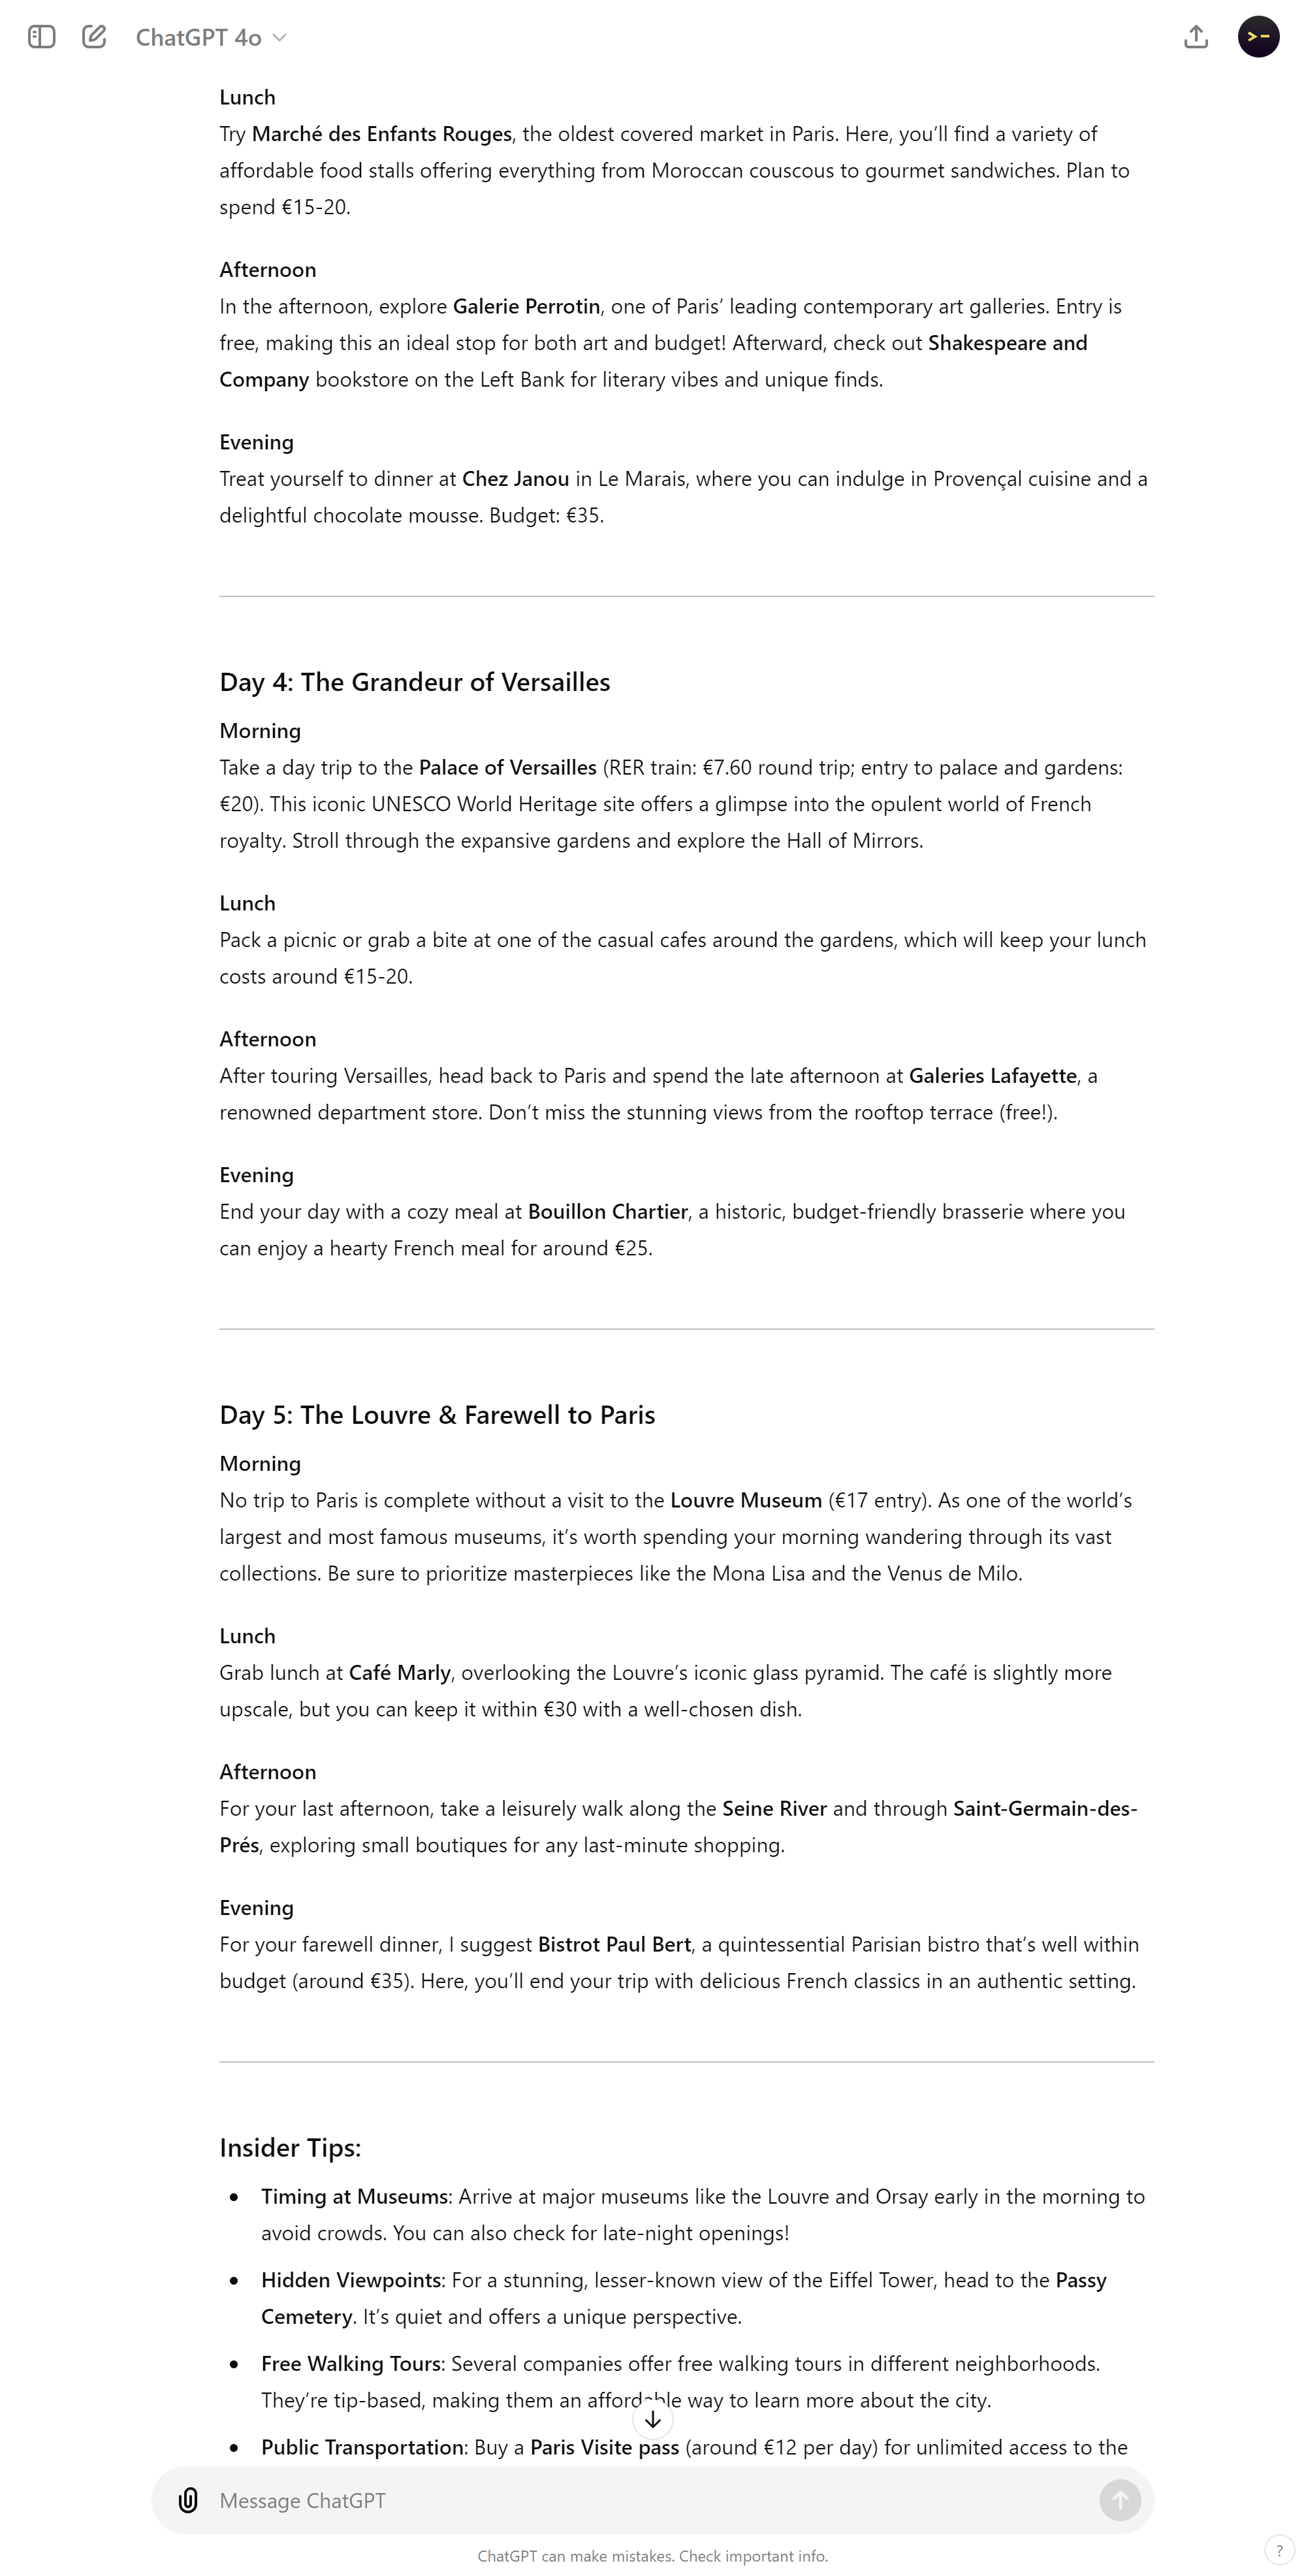 ChatGPT 4o
Lunch
Try Marché des Enfants Rouges, the oldest covered market in Paris. Here, you’ll find a variety of
affordable food stalls offering everything from Moroccan couscous to gourmet sandwiches. Plan to
spend €15-20.
Afternoon
In the afternoon, explore Galerie Perrotin, one of Paris’ leading contemporary art galleries. Entry is
free, making this an ideal stop for both art and budget! Afterward, check out Shakespeare and
Company bookstore on the Left Bank for literary vibes and unique finds.
Evening
Treat yourself to dinner at Chez Janou in Le Marais, where you can indulge in Provençal cuisine and a
delightful chocolate mousse. Budget: €35.
Day 4: The Grandeur of Versailles
Morning
Take a day trip to the Palace of Versailles (RER train: €7.60 round trip; entry to palace and gardens:
€20). This iconic UNESCO World Heritage site offers a glimpse into the opulent world of French
royalty. Stroll through the expansive gardens and explore the Hall of Mirrors.
Lunch
Pack a picnic or grab a bite at one of the casual cafes around the gardens, which will keep your lunch
costs around €15-20.
Afternoon
After touring Versailles, head back to Paris and spend the late afternoon at Galeries Lafayette, a
renowned department store. Don’t miss the stunning views from the rooftop terrace (free!).
Evening
End your day with a cozy meal at Bouillon Chartier, a historic, budget-friendly brasserie where you
can enjoy a hearty French meal for around €25.
Day 5: The Louvre & Farewell to Paris
Morning
No trip to Paris is complete without a visit to the Louvre Museum (€17 entry). As one of the world’s
largest and most famous museums, it’s worth spending your morning wandering through its vast
collections. Be sure to prioritize masterpieces like the Mona Lisa and the Venus de Milo.
Lunch
Grab lunch at Café Marly, overlooking the Louvre’s iconic glass pyramid. The café is slightly more
upscale, but you can keep it within €30 with a well-chosen dish.
Afternoon
For your last afternoon, take a leisurely walk along the Seine River and through Saint-Germain-des-
Prés, exploring small boutiques for any last-minute shopping.
Evening
For your farewell dinner, I suggest Bistrot Paul Bert, a quintessential Parisian bistro that’s well within
budget (around €35). Here, you’ll end your trip with delicious French classics in an authentic setting.
Insider Tips:
Timing at Museums: Arrive at major museums like the Louvre and Orsay early in the morning to
avoid crowds. You can also check for late-night openings!
Hidden Viewpoints: For a stunning, lesser-known view of the Eiffel Tower, head to the Passy
Cemetery. It’s quiet and offers a unique perspective.
Free Walking Tours: Several companies offer free walking tours in different neighborhoods.
They’re tip-based, making them an affordable way to learn more about the city.
Public Transportation: Buy a Paris Visite pass (around €12 per day) for unlimited access to the
Message ChatGPT
ChatGPT can make mistakes. Check important info.
?